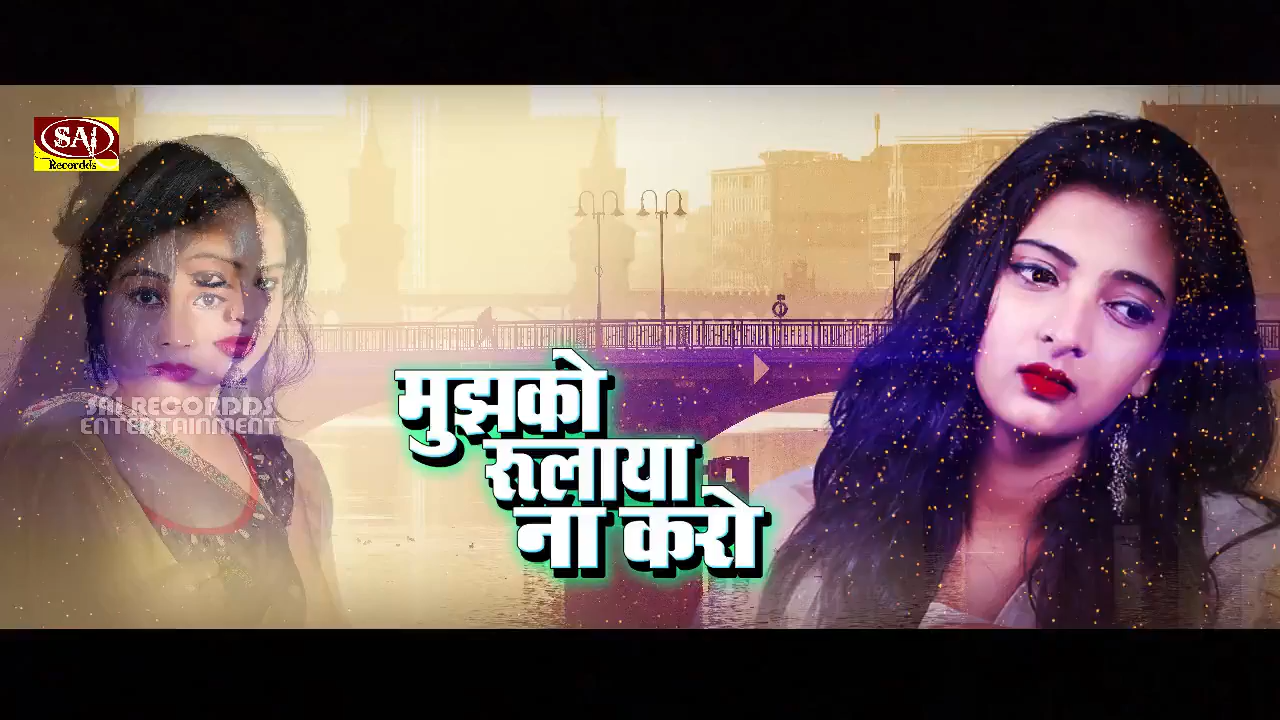 SAI
Recordds
SAI RECORDDS
ENTERTAINMENT
मुझको
रुलाया
ना करो